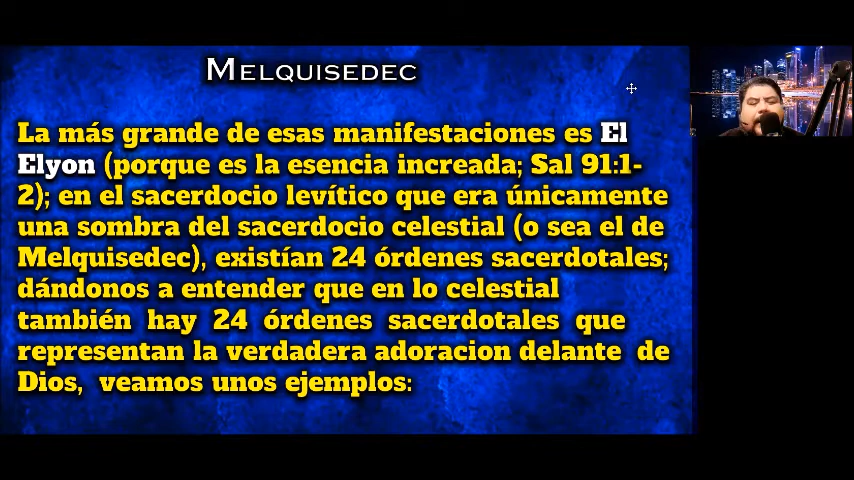 MELQUISEDEC
La más grande de esas manifestaciones es El
Elyon (porque es la esencia increada; Sal 91:1-
2); en el sacerdocio levítico que era únicamente
una sombra del sacerdocio celestial (o sea el de
Melquisedec), existían 24 órdenes sacerdotales;
dándonos a entender que en lo celestial
también hay 24 órdenes sacerdotales que
representan la verdadera adoracion delante de
Dios, veamos unos ejemplos: